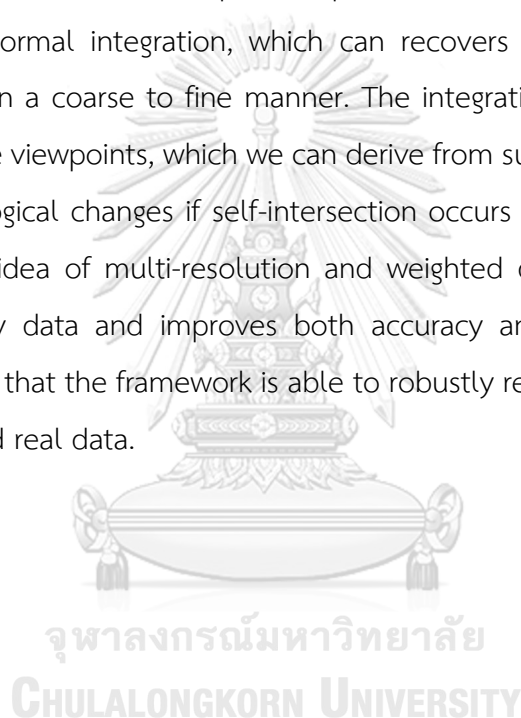 ormal integration, which can recovers
n a coarse to fine manner. The integrati
e viewpoints, which we can derive from su
gical changes if self-intersection occurs
idea of multi-resolution and weighted
y data and improves both accuracy ar
that the framework is able to robustly re
d real data.
จุฬาลงกรณ์มหาวิทยาลัย
CHULALONGKORN UNIVERSITY